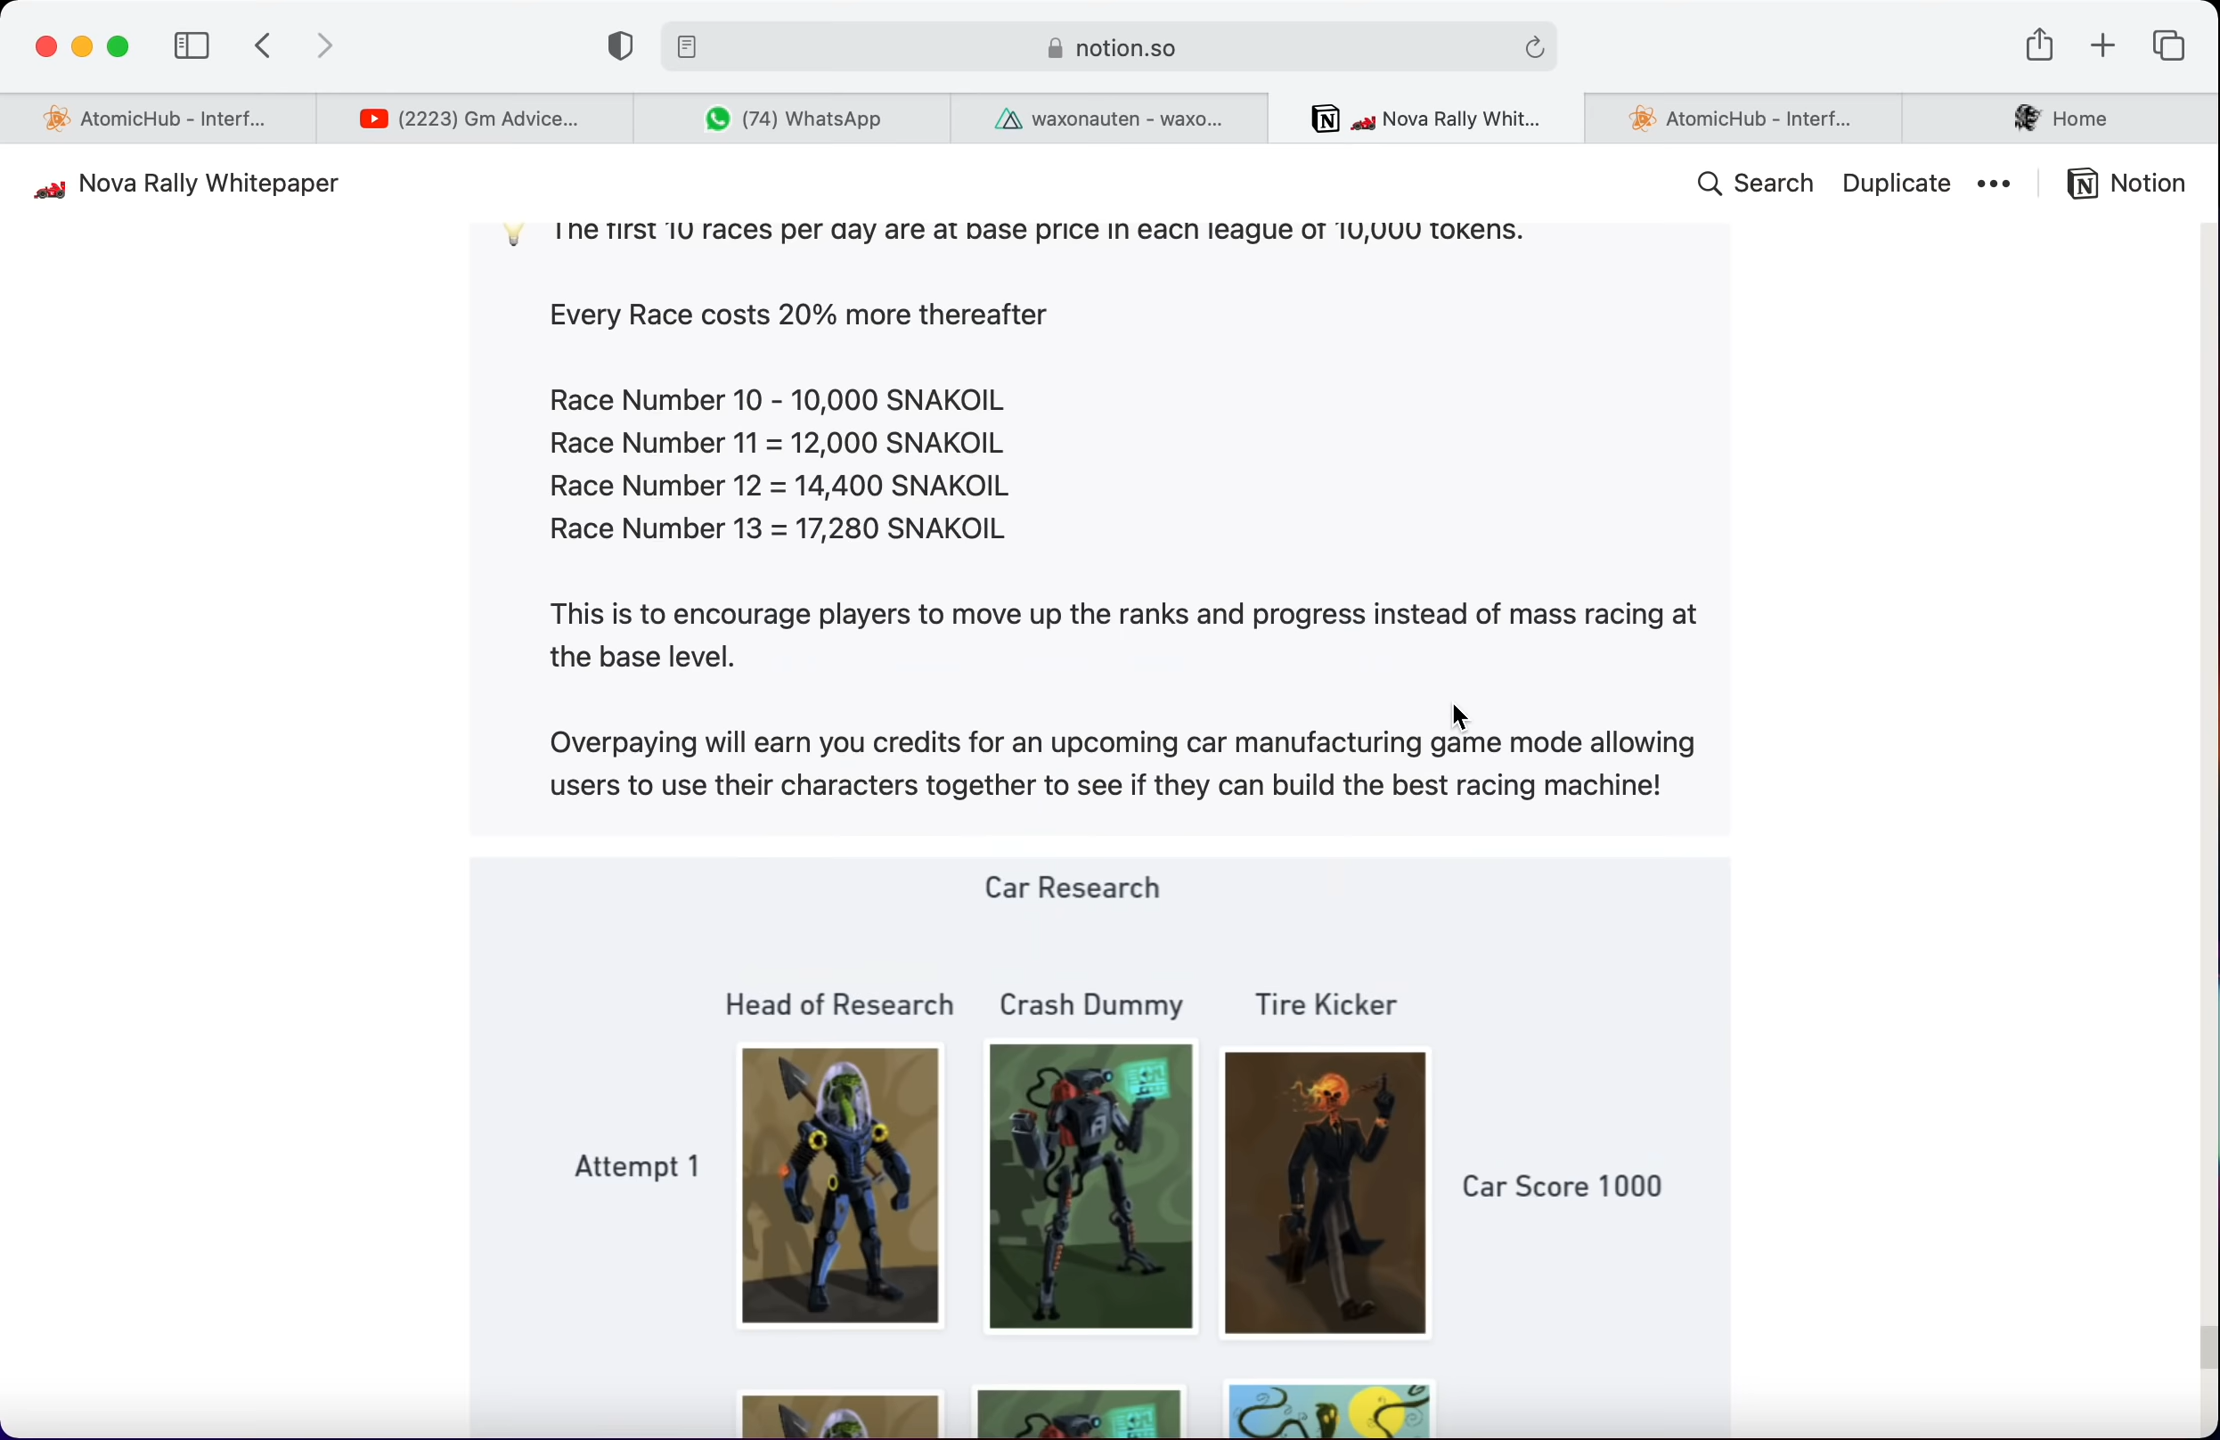 notion.so
AtomicHub - Interf...
(2223) Gm Advice...
(74) WhatsApp
waxonauten - waxo...
Nova Rally Whit...
AtomicHub - Interf...
Home
Nova Rally Whitepaper
Search
Duplicate
Notion
The first 10 races per day are at base price in each league of 10,000 tokens.
Every Race costs 20% more thereafter
Race Number 10 - 10,000 SNAKOIL
Race Number 11 = 12,000 SNAKOIL
Race Number 12 = 14,400 SNAKOIL
Race Number 13 = 17,280 SNAKOIL
This is to encourage players to move up the ranks and progress instead of mass racing at
the base level.
Overpaying will earn you credits for an upcoming car manufacturing game mode allowing
users to use their characters together to see if they can build the best racing machine!
Car Research
Head of Research
Crash Dummy
Tire Kicker
Attempt 1
Car Score 1000